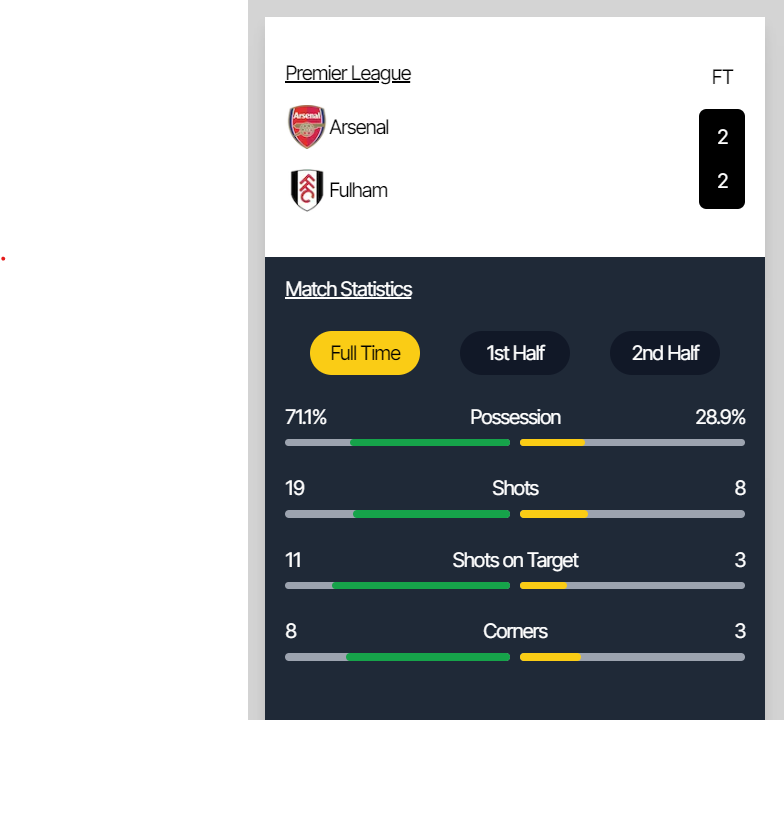 Premier League
FT
Arsenal
Arsenal
2
Fulham
2
Match Statistics
Full Time 1st Half 2nd Half
71.1% Possession 28.9%
19 Shots 8
11 Shots on Target 3
8 Corners 3